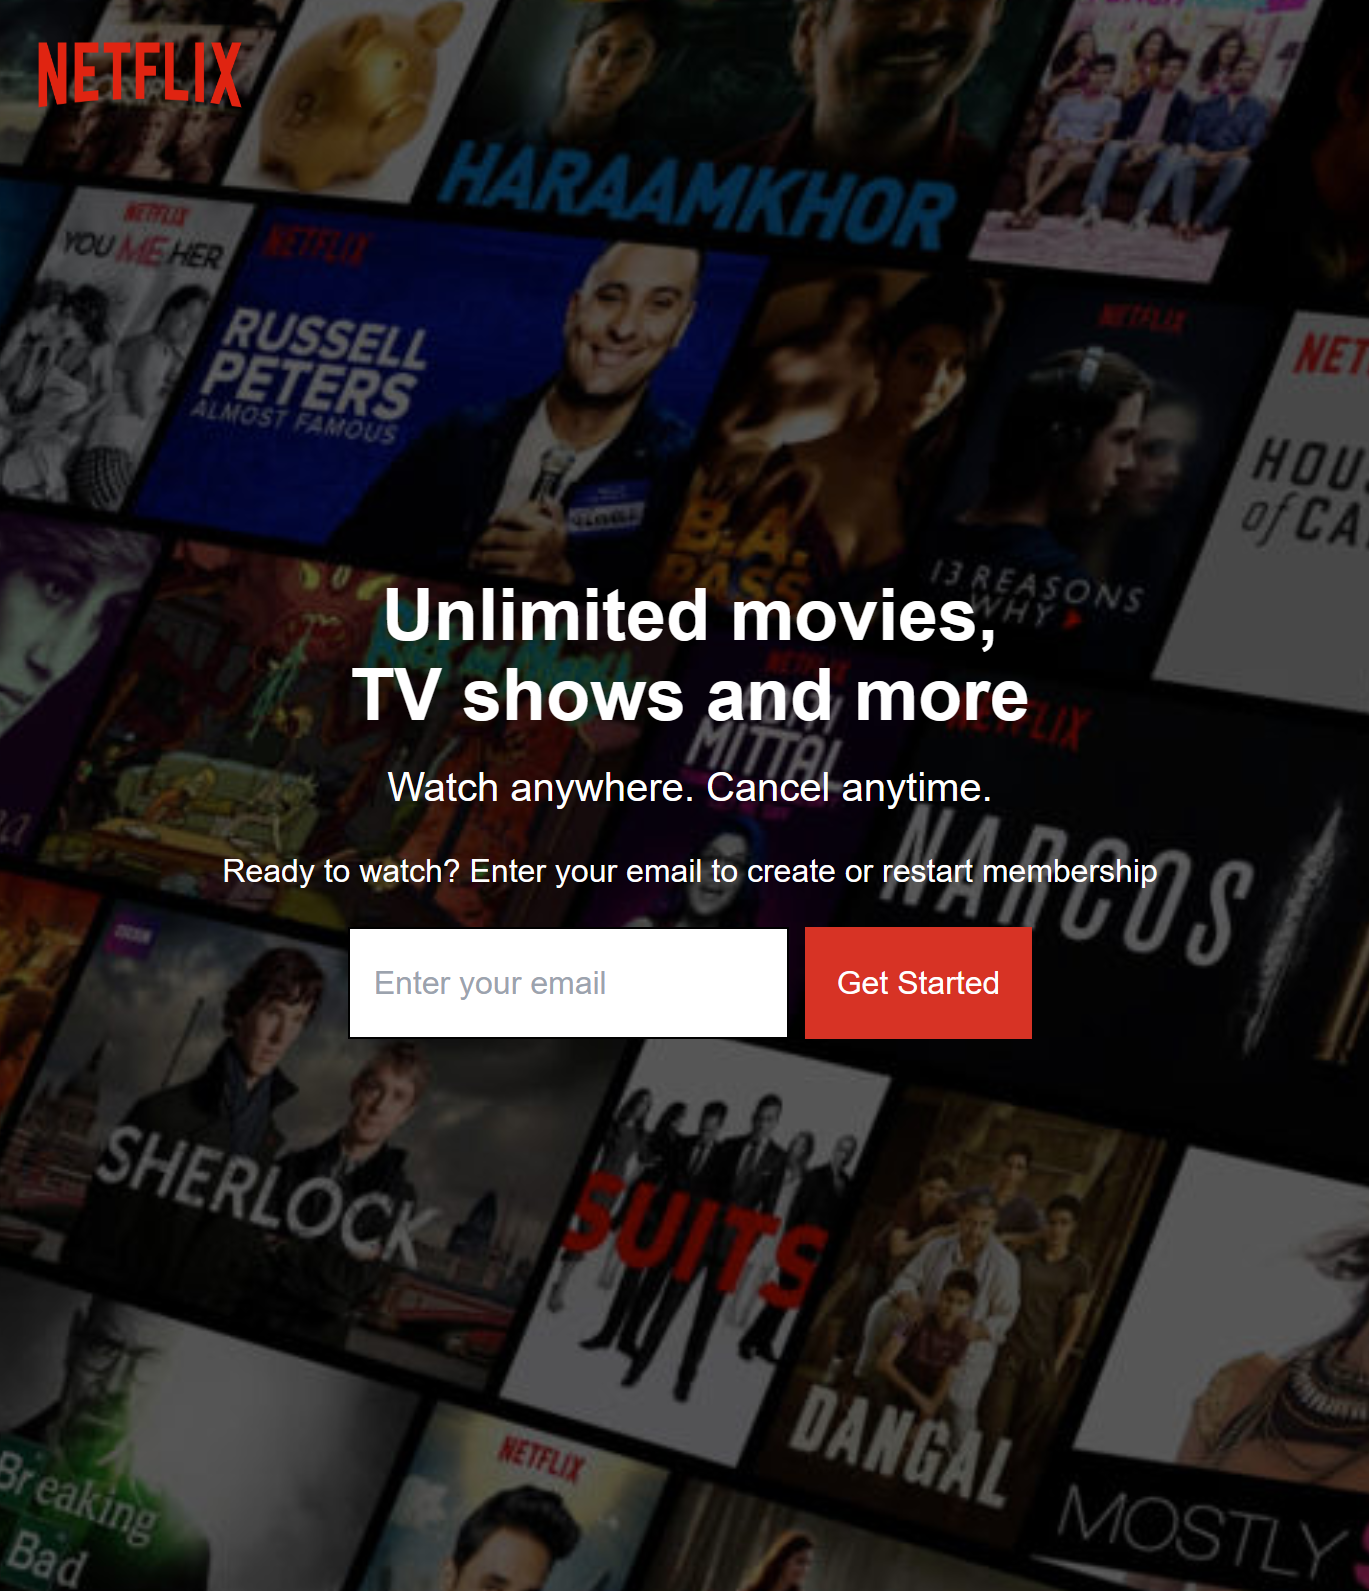 NETFLIX
HARAAMKHOR
NETFLIX
YOU ME HER
NETFLIX
RUSSELL
PETERS
ALMOST FAMOUS
B.A.
PASS
NETFLIX
13 REASONS
WHY
NET
HOU
of CA
Unlimited movies,
TV shows and more
NETFLIX
MITTAL
NETFLIX
Watch anywhere. Cancel anytime.
NARCOS
Ready to watch? Enter your email to create or restart membership
Enter your email
Get Started
SHERLOCK
SUITS
DANGAL
NETFLIX
Breaking
Bad
MOSTLY